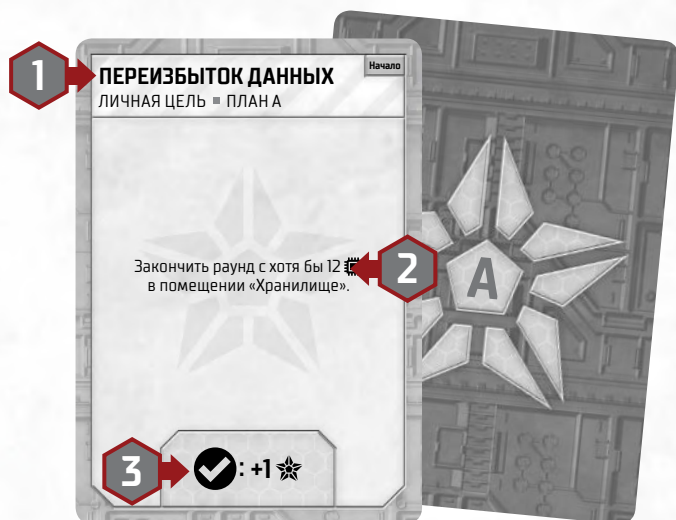 1
ПЕРЕИЗБЫТОК ДАННЫХ
Начало
ЛИЧНАЯ ЦЕЛЬ ▪ ПЛАН А
Закончить раунд с хотя бы 12
в помещении «Хранилище».
2
A
3
: +1